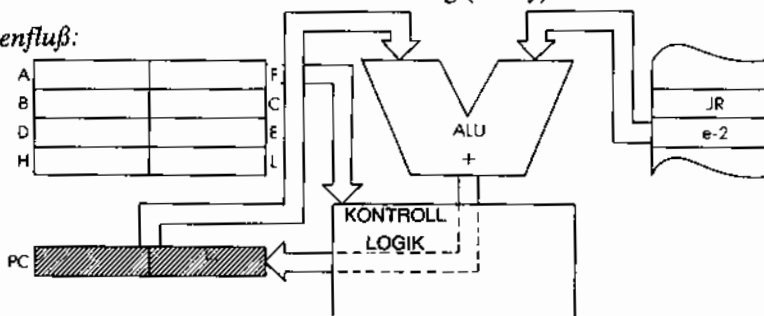 enfluß:
A F
B C
D E
H L
PC
ALU
+
KONTROLL
LOGIK
JR
e-2